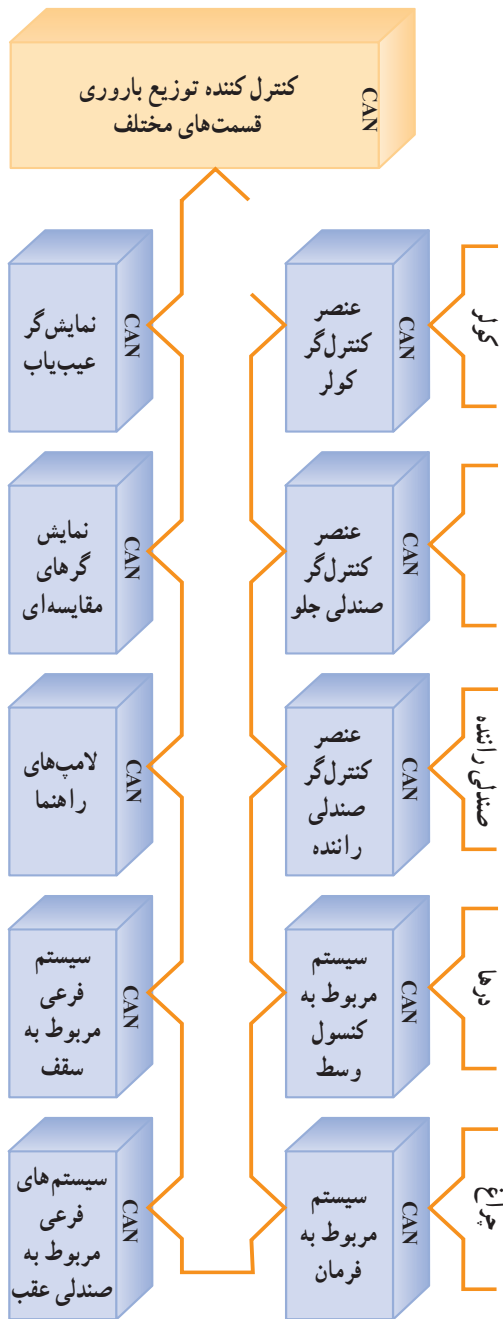 کنترل کننده توزیع باروری
قسمت‌های مختلف
CAN
کولر
عنصر
کنترل‌گر
کولر
CAN
نمایش‌گر
عیب‌یاب
CAN
عنصر
کنترل‌گر
صندلی جلو
CAN
نمایش
گرهای
مقایسه‌ای
CAN
صندلی راننده
عنصر
کنترل‌گر
صندلی
راننده
CAN
لامپ‌های
راهنما
CAN
درها
سیستم
مربوط به
کنسول
وسط
CAN
سیستم
فرعی
مربوط به
سقف
CAN
چراغ
سیستم
مربوط به
فرمان
CAN
سیستم‌های
فرعی
مربوط به
صندلی عقب
CAN